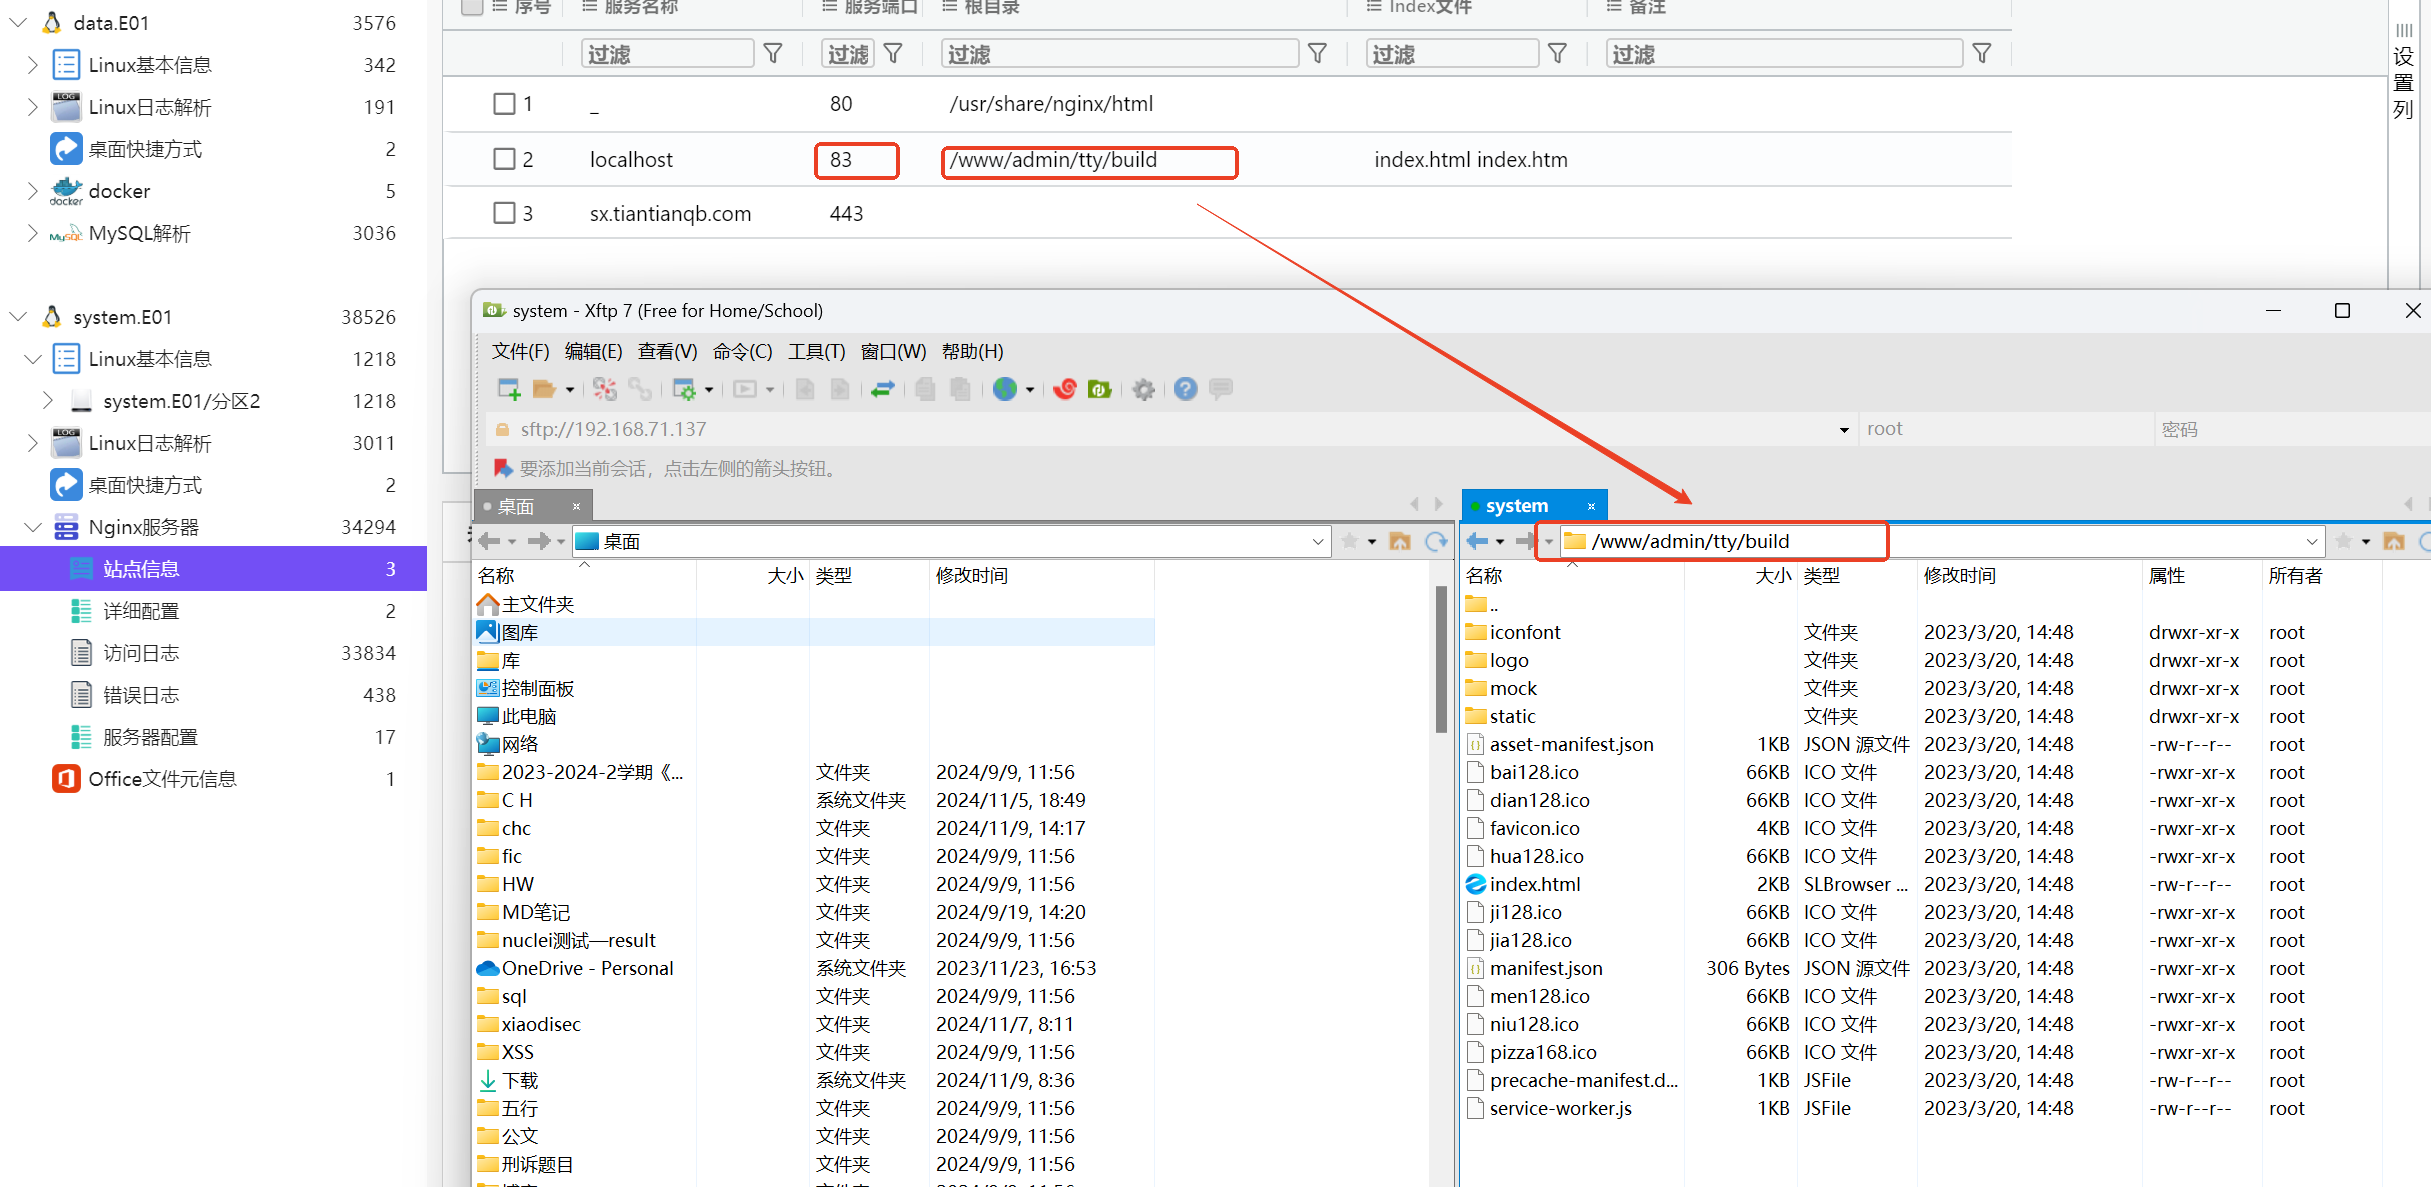 data.E01 3576
Linux基本信息 342
Linux日志解析 191
桌面快捷方式 2
docker 5
MySQL解析 3036
system.E01 38526
Linux基本信息 1218
system.E01/分区2 1218
Linux日志解析 3011
桌面快捷方式 2
Nginx服务器 34294
站点信息 3
详细配置 2
访问日志 33834
错误日志 438
服务器配置 17
Office文件元信息 1
序号 服务名称 服务端口 根目录 Index文件 备注
过滤 过滤 过滤 过滤 过滤
1 _ 80 /usr/share/nginx/html
2 localhost 83 /www/admin/tty/build index.html index.htm
3 sx.tiantianqb.com 443
设置列
system - Xftp 7 (Free for Home/School)
文件(F) 编辑(E) 查看(V) 命令(C) 工具(T) 窗口(W) 帮助(H)
sftp://192.168.71.137 root 密码
要添加当前会话，点击左侧的箭头按钮。
桌面
桌面
名称 大小 类型 修改时间
主文件夹
图库
库
控制面板
此电脑
网络
2023-2024-2学期《... 文件夹 2024/9/9, 11:56
C H 系统文件夹 2024/11/5, 18:49
chc 文件夹 2024/11/9, 14:17
fic 文件夹 2024/9/9, 11:56
HW 文件夹 2024/9/9, 11:56
MD笔记 文件夹 2024/9/19, 14:20
nuclei测试—result 文件夹 2024/9/9, 11:56
OneDrive - Personal 系统文件夹 2023/11/23, 16:53
sql 文件夹 2024/9/9, 11:56
xiaodisec 文件夹 2024/11/7, 8:11
XSS 文件夹 2024/9/9, 11:56
下载 系统文件夹 2024/11/9, 8:36
五行 文件夹 2024/9/9, 11:56
公文 文件夹 2024/9/9, 11:56
刑诉题目 文件夹 2024/9/9, 11:56
system
/www/admin/tty/build
名称 大小 类型 修改时间 属性 所有者
..
iconfont 文件夹 2023/3/20, 14:48 drwxr-xr-x root
logo 文件夹 2023/3/20, 14:48 drwxr-xr-x root
mock 文件夹 2023/3/20, 14:48 drwxr-xr-x root
static 文件夹 2023/3/20, 14:48 drwxr-xr-x root
asset-manifest.json 1KB JSON 源文件 2023/3/20, 14:48 -rw-r--r-- root
bai128.ico 66KB ICO 文件 2023/3/20, 14:48 -rwxr-xr-x root
dian128.ico 66KB ICO 文件 2023/3/20, 14:48 -rwxr-xr-x root
favicon.ico 4KB ICO 文件 2023/3/20, 14:48 -rwxr-xr-x root
hua128.ico 66KB ICO 文件 2023/3/20, 14:48 -rwxr-xr-x root
index.html 2KB SLBrowser ... 2023/3/20, 14:48 -rw-r--r-- root
ji128.ico 66KB ICO 文件 2023/3/20, 14:48 -rwxr-xr-x root
jia128.ico 66KB ICO 文件 2023/3/20, 14:48 -rwxr-xr-x root
manifest.json 306 Bytes JSON 源文件 2023/3/20, 14:48 -rwxr-xr-x root
men128.ico 66KB ICO 文件 2023/3/20, 14:48 -rwxr-xr-x root
niu128.ico 66KB ICO 文件 2023/3/20, 14:48 -rwxr-xr-x root
pizza168.ico 66KB ICO 文件 2023/3/20, 14:48 -rwxr-xr-x root
precache-manifest.d... 1KB JSFile 2023/3/20, 14:48 -rw-r--r-- root
service-worker.js 1KB JSFile 2023/3/20, 14:48 -rw-r--r-- root